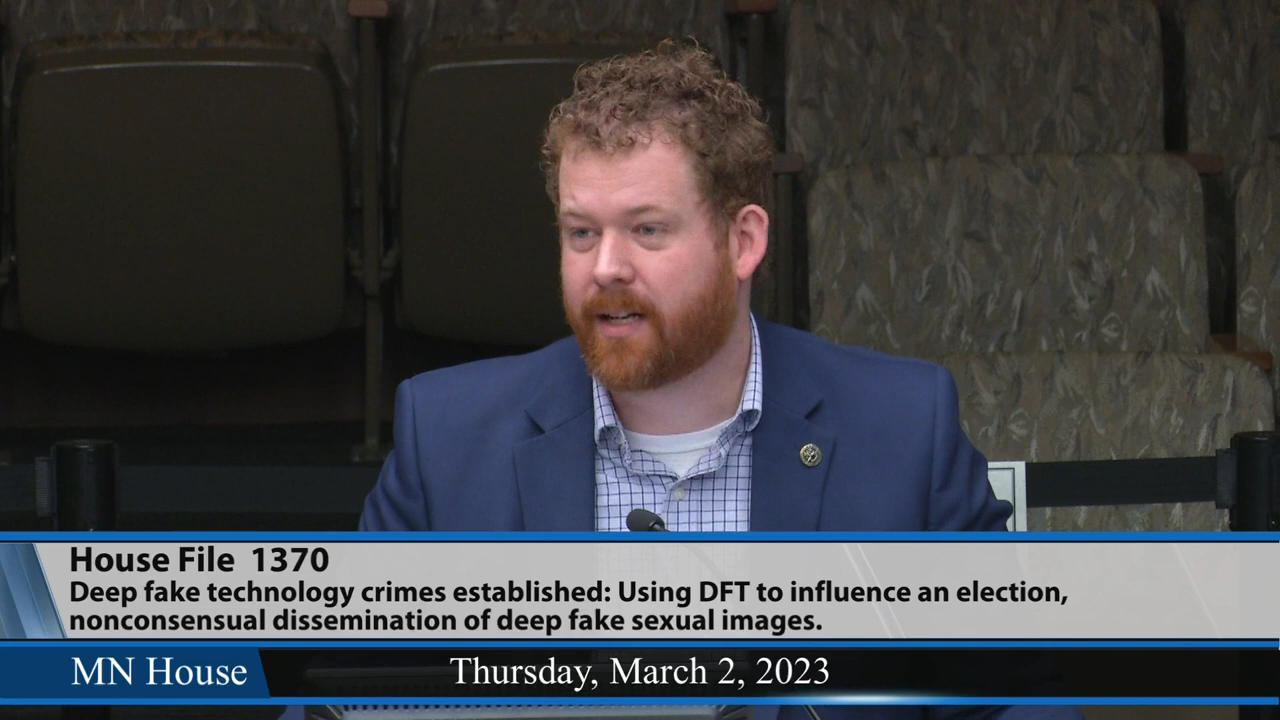 House File 1370
Deep fake technology crimes established: Using DFT to influence an election,
nonconsensual dissemination of deep fake sexual images.
MN House
Thursday, March 2, 2023